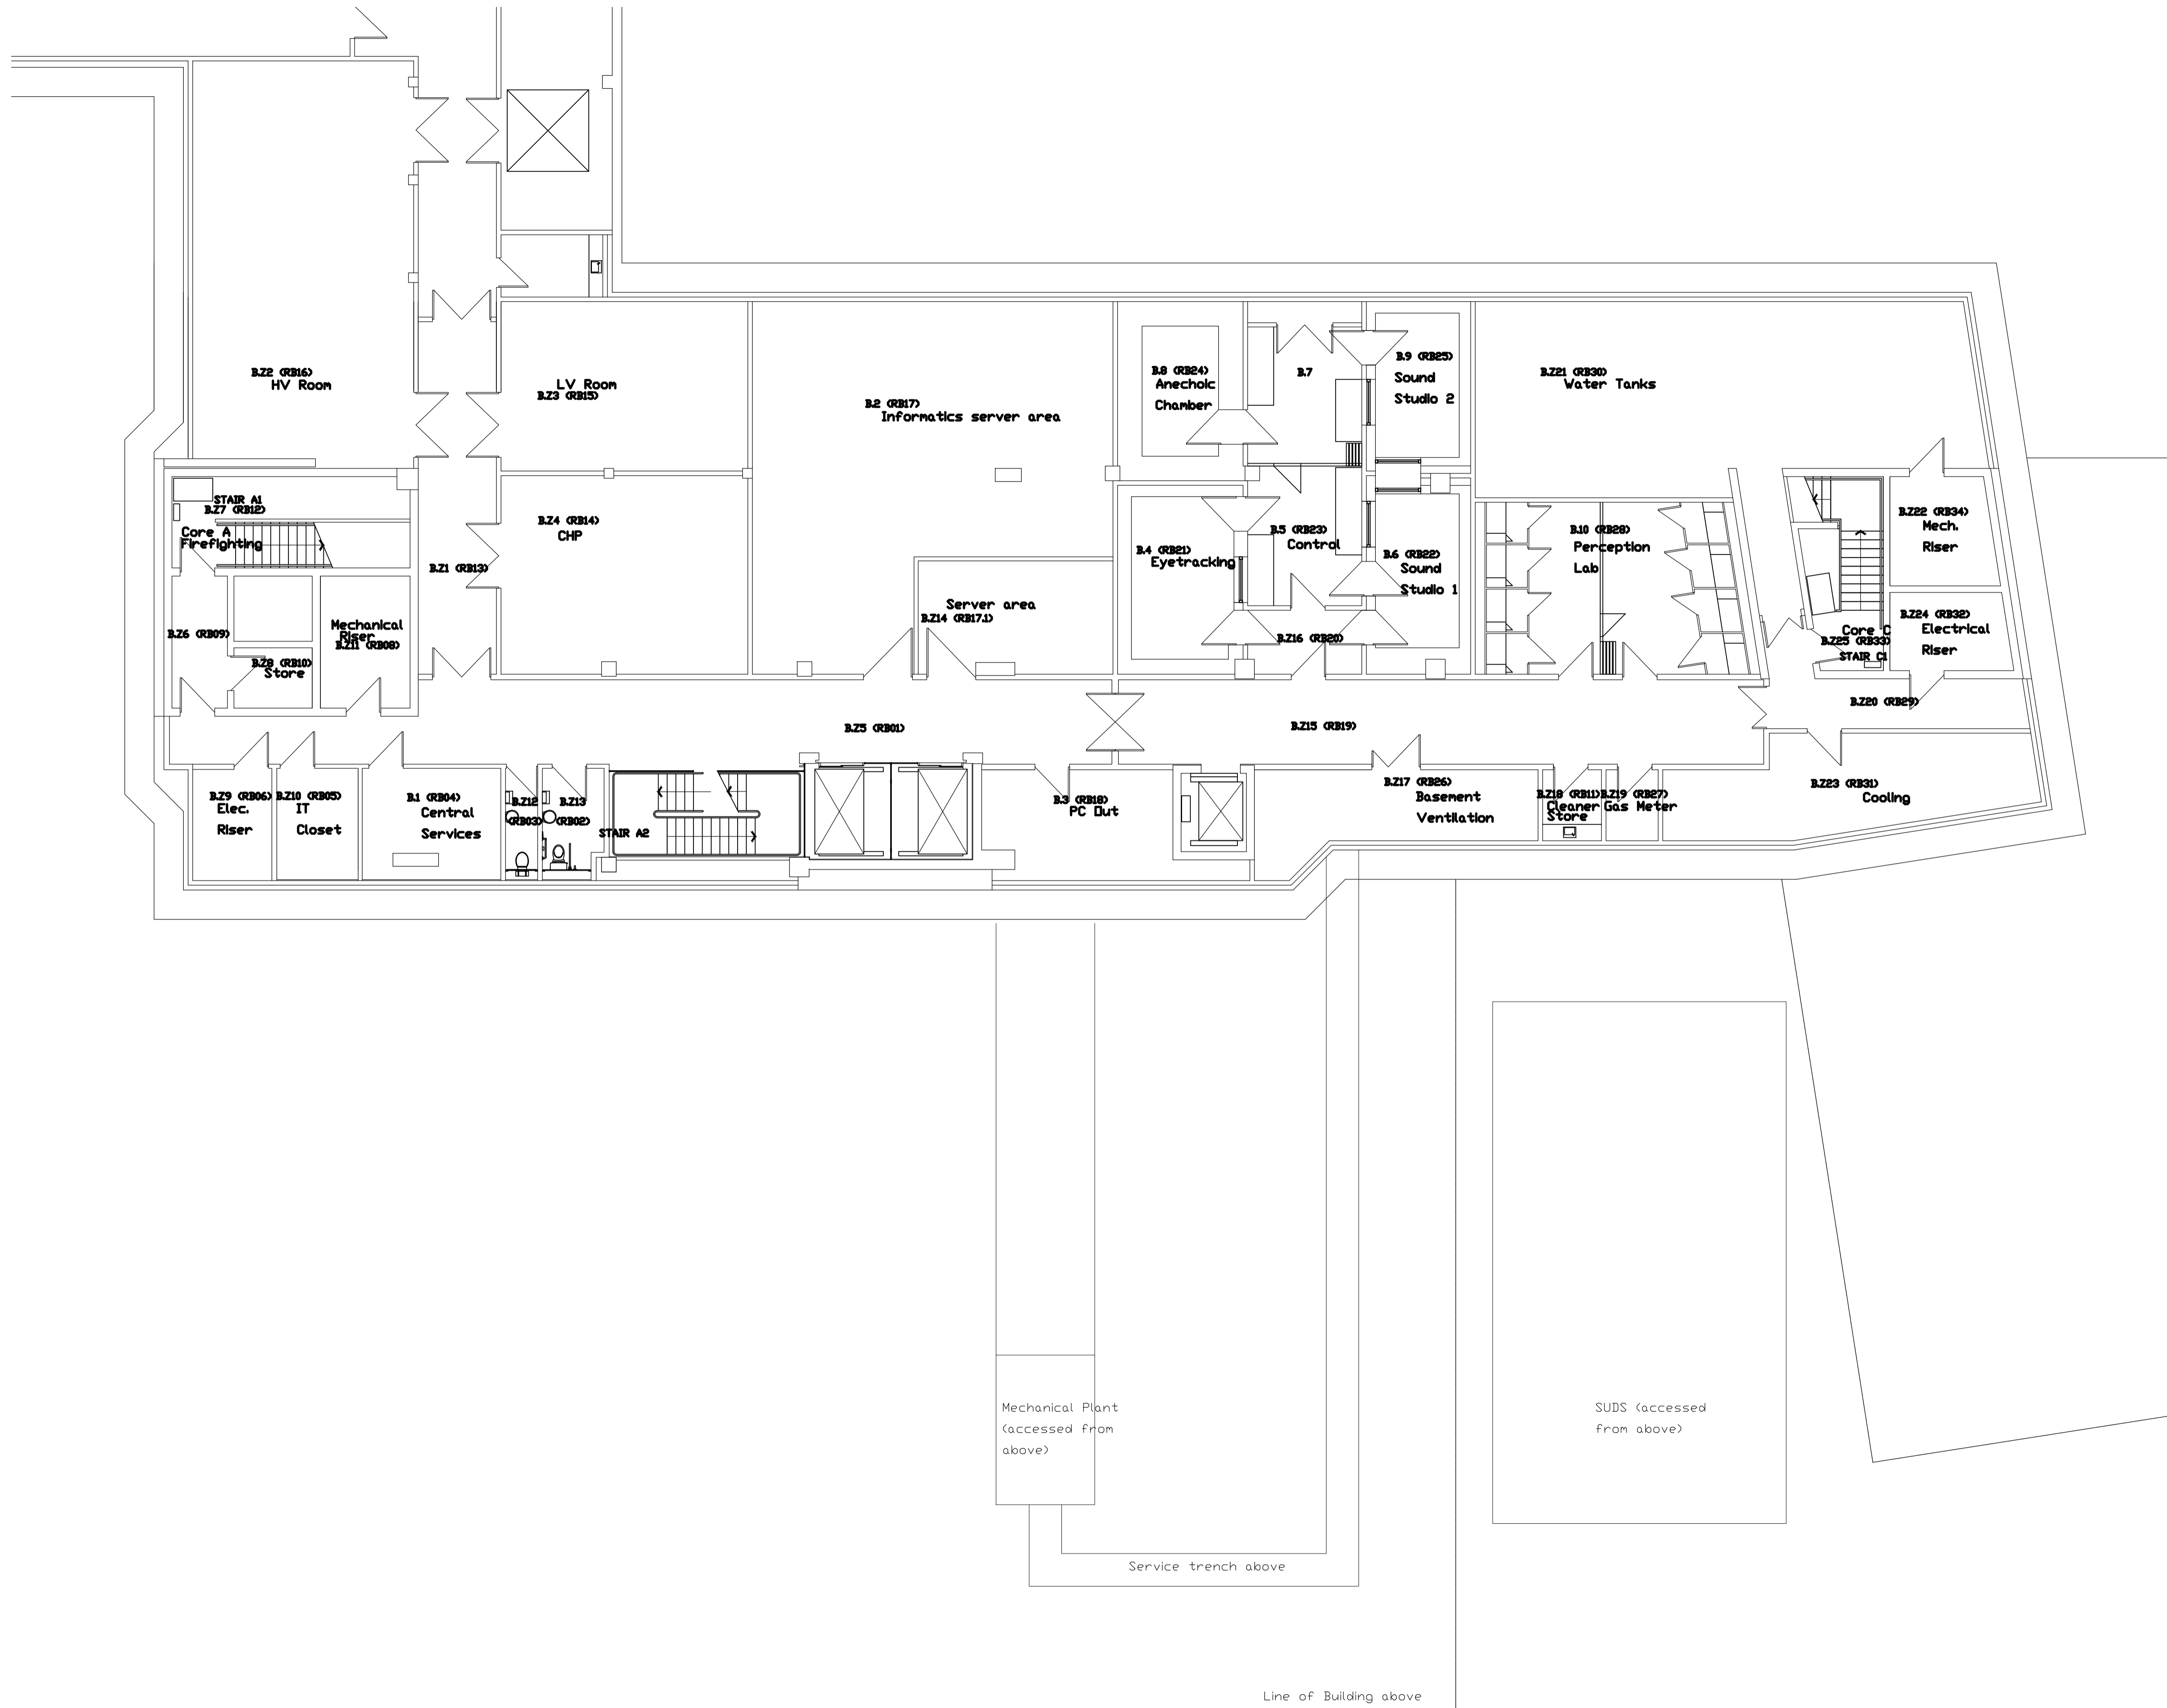 B.Z2 (RB16)
HV Room
LV Room
B.Z3 (RB15)
B.2 (RB17)
Informatics server area
B.8 (RB24)
Anechoic
Chamber
B.7
B.9 (RB25)
Sound
Studio 2
B.Z21 (RB30)
Water Tanks
STAIR A1
B.Z7 (RB12)
Core A
Firefighting
B.Z1 (RB13)
B.Z4 (RB14)
CHP
B.4 (RB21)
Eyetracking
B.5 (RB23)
Control
B.6 (RB22)
Sound
Studio 1
B.10 (RB28)
Perception
Lab
B.Z22 (RB34)
Mech.
Riser
Server area
B.Z14 (RB17.1)
B.Z6 (RB09)
Mechanical
Riser
B.Z11 (RB08)
B.Z8 (RB10)
Store
B.Z16 (RB20)
Core C
B.Z25 (RB33)
STAIR C1
B.Z24 (RB32)
Electrical
Riser
B.Z5 (RB01)
B.Z15 (RB19)
B.Z20 (RB29)
B.Z9 (RB06)
Elec.
Riser
B.Z10 (RB05)
IT
Closet
B.1 (RB04)
Central
Services
B.Z12
(RB03)
B.Z13
(RB02)
STAIR A2
B.3 (RB18)
PC Out
B.Z17 (RB26)
Basement
Ventilation
B.Z18 (RB11)
Cleaner
Store
B.Z19 (RB27)
Gas Meter
B.Z23 (RB31)
Cooling
Mechanical Plant
(accessed from
above)
SUDS (accessed
from above)
Service trench above
Line of Building above